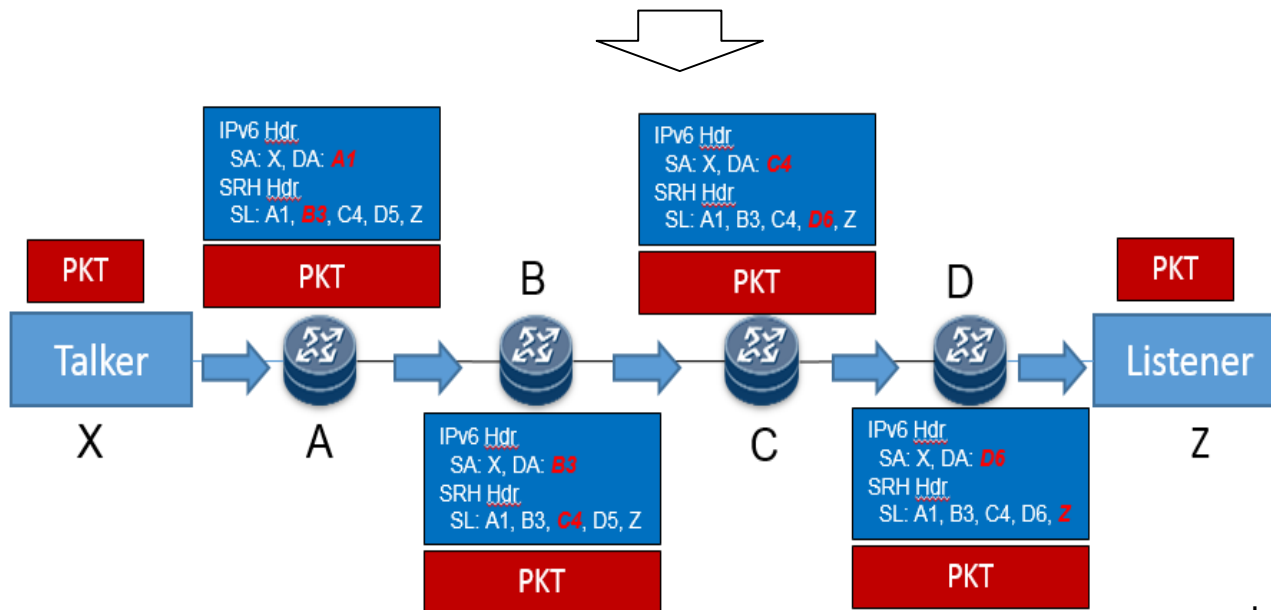 IPv6 Hdr
SA: X, DA: A1
SRH Hdr
SL: A1, B3, C4, D5, Z
PKT
IPv6 Hdr
SA: X, DA: C4
SRH Hdr
SL: A1, B3, C4, D6, Z
PKT
PKT
B
D
PKT
Talker
Listener
X
A
C
Z
IPv6 Hdr
SA: X, DA: B3
SRH Hdr
SL: A1, B3, C4, D5, Z
PKT
IPv6 Hdr
SA: X, DA: D6
SRH Hdr
SL: A1, B3, C4, D6, Z
PKT